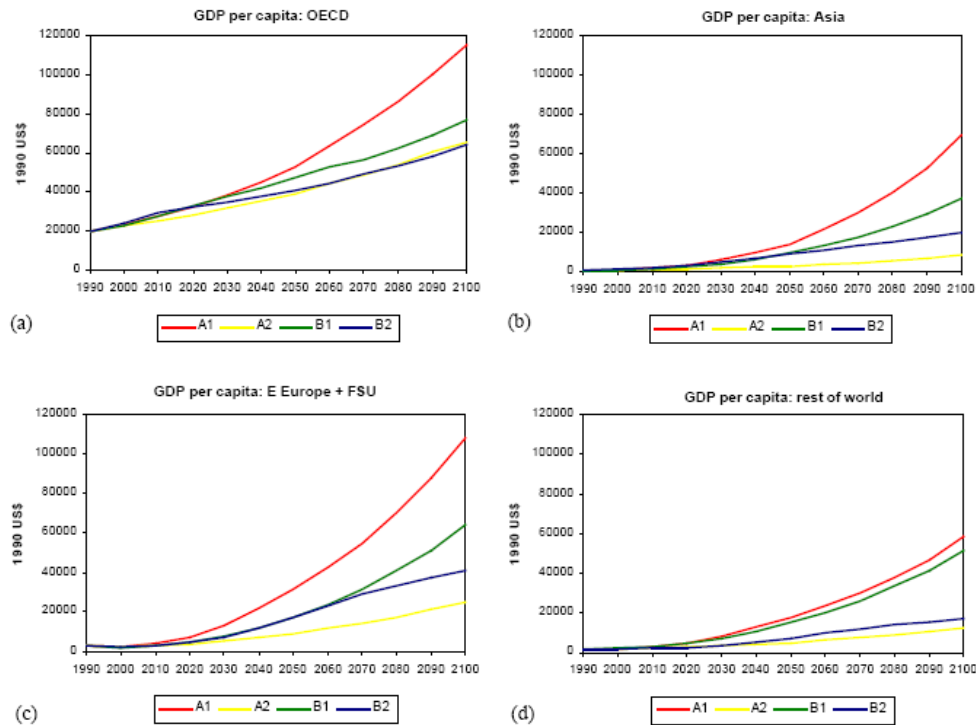 GDP per capita: OECD
120000
100000
80000
60000
40000
20000
0
1990 US$
1990 2000 2010 2020 2030 2040 2050 2060 2070 2080 2090 2100
(a)
A1 A2 B1 B2
GDP per capita: Asia
120000
100000
80000
60000
40000
20000
0
1990 US$
1990 2000 2010 2020 2030 2040 2050 2060 2070 2080 2090 2100
(b)
A1 A2 B1 B2
GDP per capita: E Europe + FSU
120000
100000
80000
60000
40000
20000
0
1990 US$
1990 2000 2010 2020 2030 2040 2050 2060 2070 2080 2090 2100
(c)
A1 A2 B1 B2
GDP per capita: rest of world
120000
100000
80000
60000
40000
20000
0
1990 US$
1990 2000 2010 2020 2030 2040 2050 2060 2070 2080 2090 2100
(d)
A1 A2 B1 B2